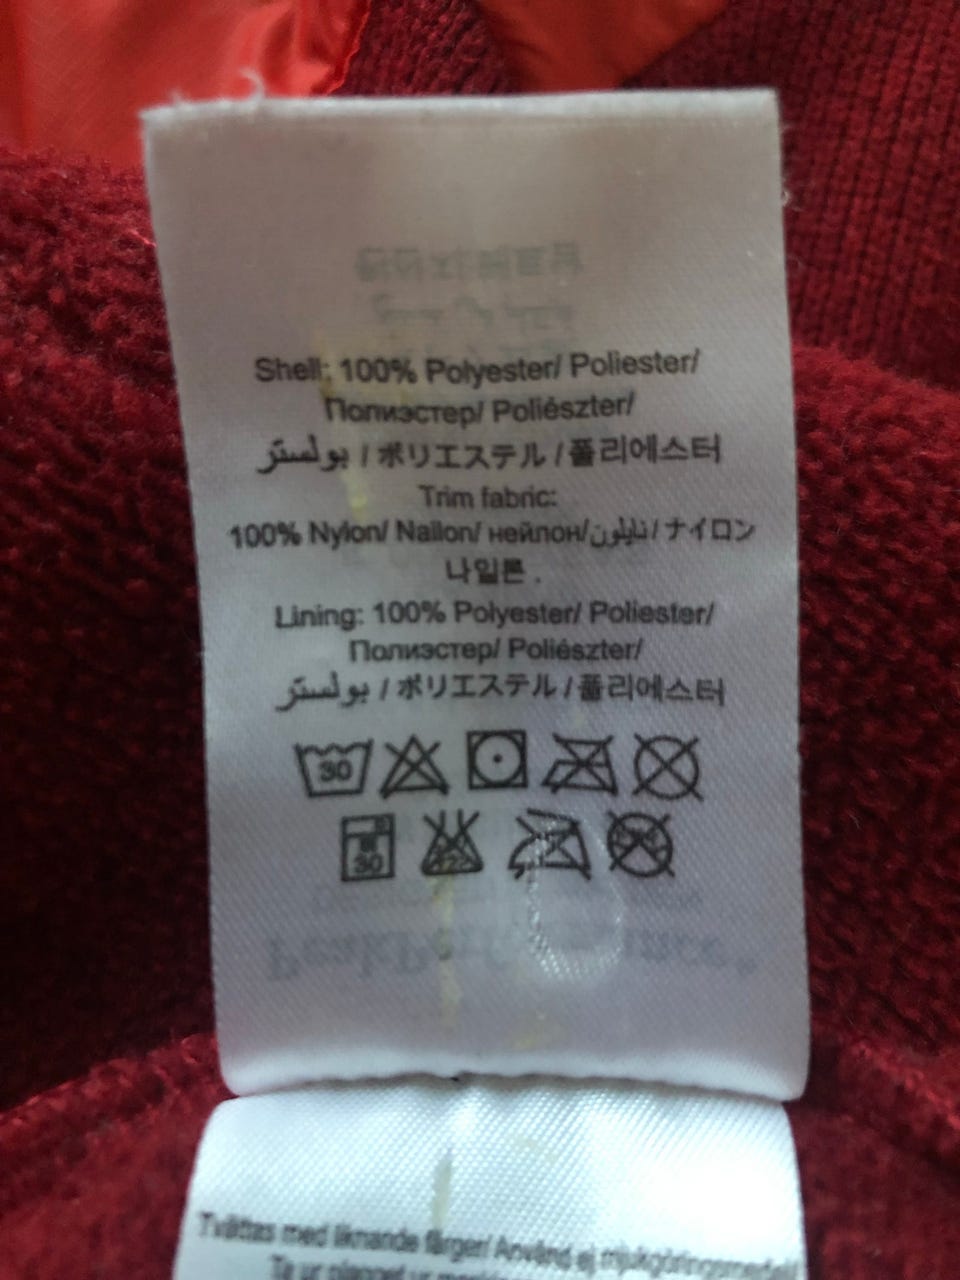 Shell: 100% Polyester/ Poliester/
Полиэстер/ Poliészter/
بولستر / ポリエステル / 폴리에스터
Trim fabric:
100% Nylon/ Nailon/ нейлон/نايلون/ナイロン
나일론 .
Lining: 100% Polyester/ Poliester/
Полиэстер/ Poliészter/
بولستر / ポリエステル / 폴리에스터
30
30
PeakPerformance®
Tvättas med liknande färger/ Använd ej mjukgöringsmedel/